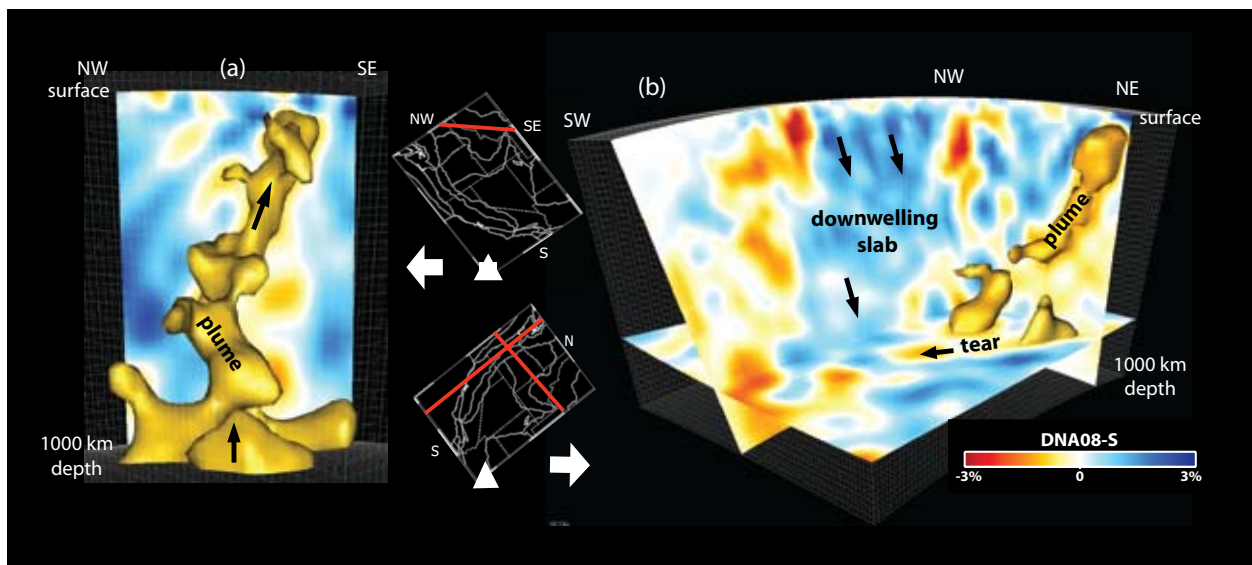 (a)
NW
surface
SE
plume
1000 km
depth
NW
SE
S
N
S
(b)
SW
NW
NE
surface
downwelling
slab
plume
tear
1000 km
depth
DNA08-S
-3%
0
3%